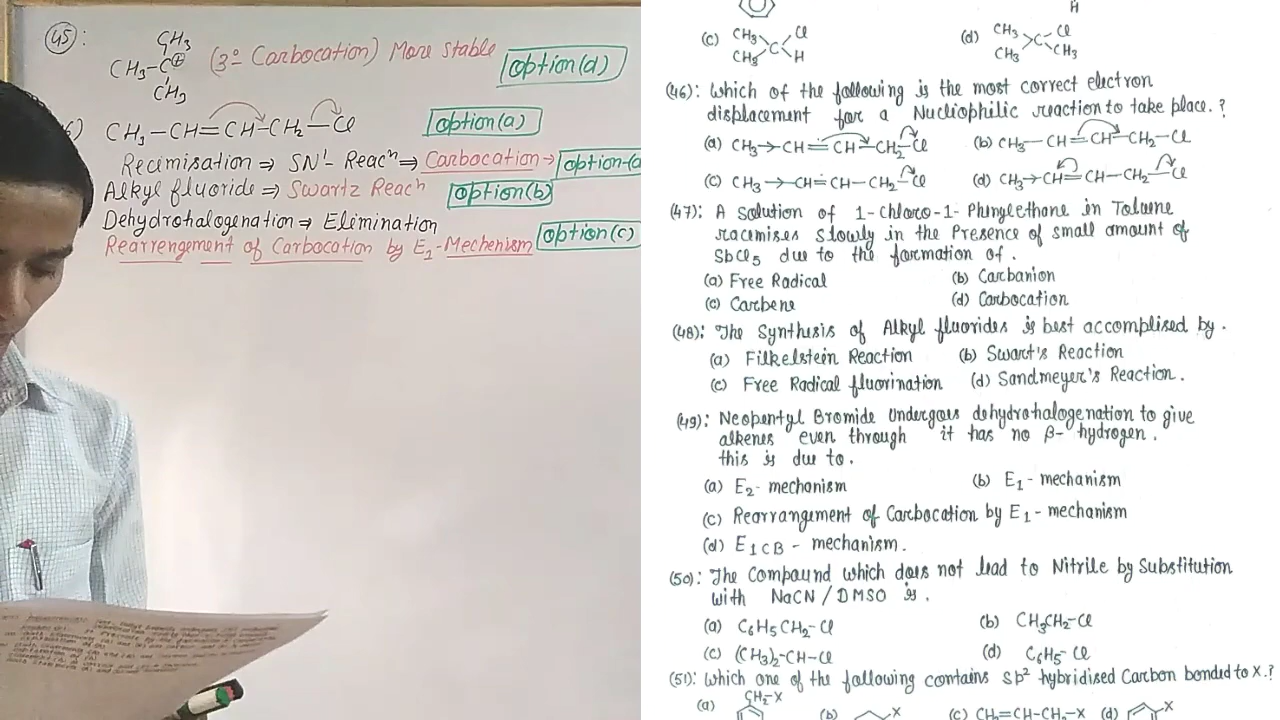 45:
CH3
CH3-C⊕ (3° Carbocation) More Stable option(d)
CH3
6) CH3-CH=CH-CH2-Cl option(a)
Recimisation ⇒ SN1- Reacn ⇒ Carbocation →
Alkyl fluoride ⇒ Swartz Reacn option(b)
Dehydrohalogenation ⇒ Elimination
Rearrengement of Carbocation by E1-Mechenism option(c)
H
(c) CH3 CH3 C Cl H (d) CH3 CH3 C Cl CH3
(46): Which of the following is the most correct electron
displacement for a Nucliophilic reaction to take place.?
(a) CH3→CH=CH-CH2-Cl (b) CH3-CH=CH-CH2-Cl
(c) CH3→CH=CH-CH2-Cl (d) CH3→CH=CH-CH2-Cl
(47): A Solution of 1-Chloro-1-Phenylethane in Toluene
racemises slowly in the Presence of small amount of
SbCl5 due to the formation of.
(a) Free Radical (b) Carbanion
(c) Carbene (d) Carbocation
(48): The Synthesis of Alkyl fluorides is best accomplised by.
(a) Filkelstein Reaction (b) Swart's Reaction
(c) Free Radical fluorination (d) Sandmeyer's Reaction.
(49): Neopentyl Bromide Undergoes dehydrohalogenation to give
alkenes even through it has no β- hydrogen.
this is due to.
(a) E2- mechanism (b) E1- mechanism
(c) Rearrangement of Carbocation by E1- mechanism
(d) E1CB - mechanism.
(50): The Compaund which does not lead to Nitrile by Substitution
with NaCN / DMSO is.
(a) C6H5CH2-Cl (b) CH3CH2-Cl
(c) (CH3)2-CH-Cl (d) C6H5-Cl
(51): Which one of the following contains sp2 hybridised Carbon bonded to X.?
(a) CH2-X (b) X (c) CH2=CH-CH2-X (d) X